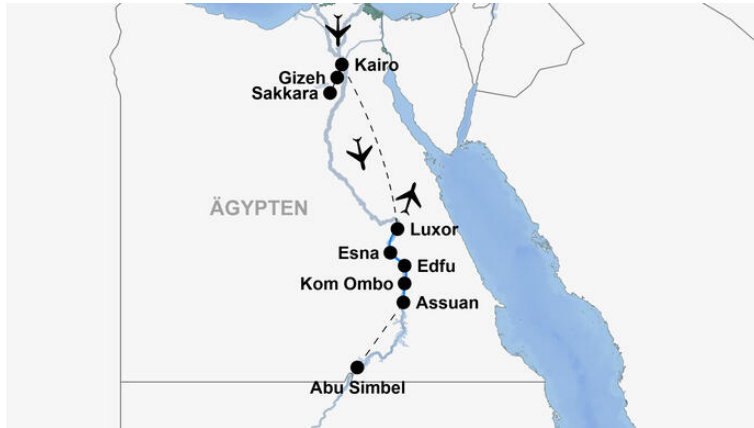 Kairo
Gizeh
Sakkara
ÄGYPTEN
Luxor
Esna
Edfu
Kom Ombo
Assuan
Abu Simbel